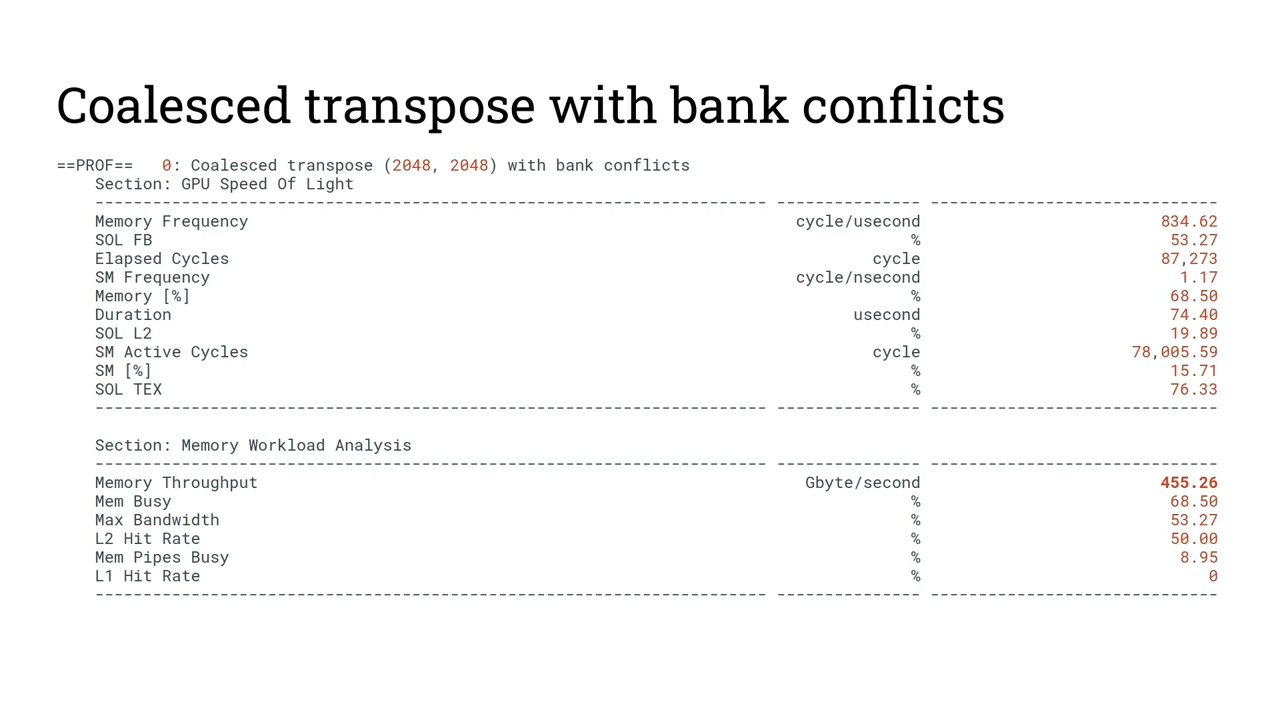 Coalesced transpose with bank conflicts
==PROF==   0: Coalesced transpose (2048, 2048) with bank conflicts
    Section: GPU Speed Of Light
    ---------------------------------------------------------------------- --------------- ------------------------------
    Memory Frequency                                                         cycle/usecond                         834.62
    SOL FB                                                                               %                          53.27
    Elapsed Cycles                                                                   cycle                         87,273
    SM Frequency                                                             cycle/nsecond                           1.17
    Memory [%]                                                                           %                          68.50
    Duration                                                                       usecond                          74.40
    SOL L2                                                                               %                          19.89
    SM Active Cycles                                                                 cycle                      78,005.59
    SM [%]                                                                               %                          15.71
    SOL TEX                                                                              %                          76.33
    ---------------------------------------------------------------------- --------------- ------------------------------
    Section: Memory Workload Analysis
    ---------------------------------------------------------------------- --------------- ------------------------------
    Memory Throughput                                                         Gbyte/second                         455.26
    Mem Busy                                                                             %                          68.50
    Max Bandwidth                                                                        %                          53.27
    L2 Hit Rate                                                                          %                          50.00
    Mem Pipes Busy                                                                       %                           8.95
    L1 Hit Rate                                                                          %                              0
    ---------------------------------------------------------------------- --------------- ------------------------------